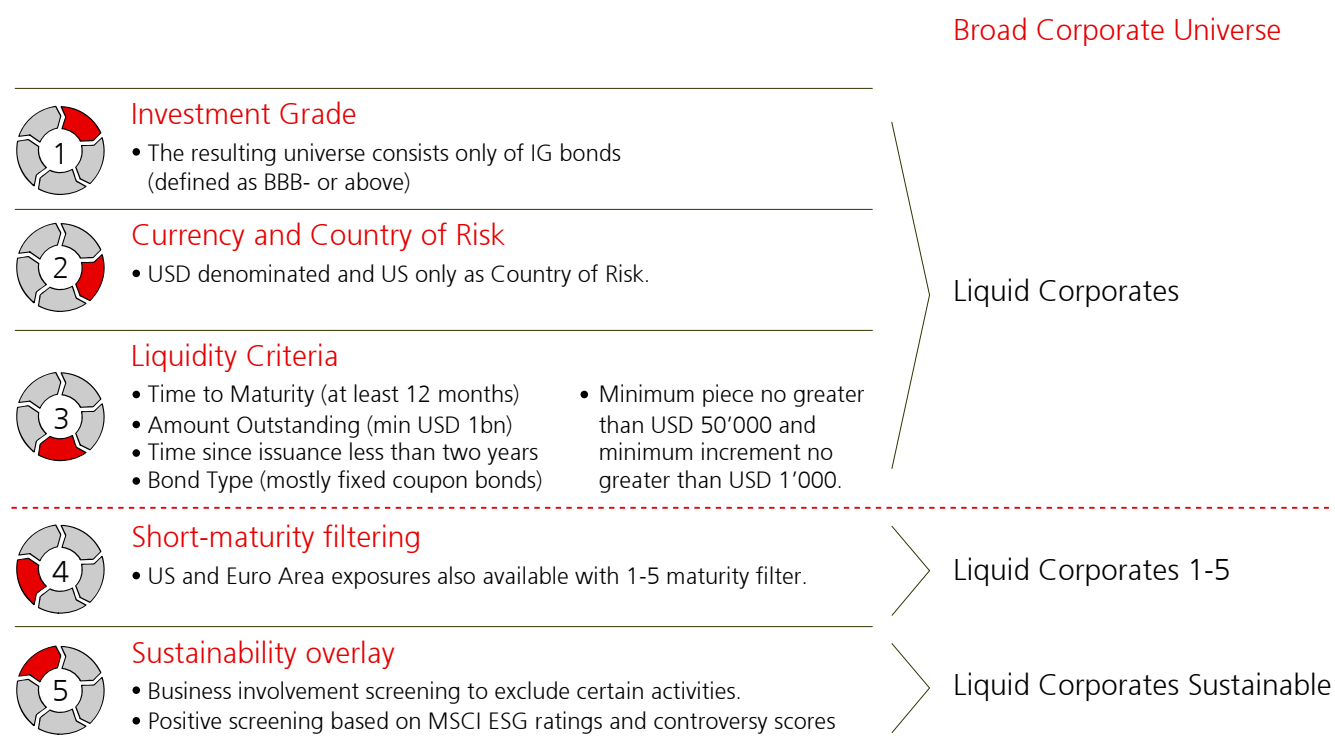 Broad Corporate Universe
1
Investment Grade
• The resulting universe consists only of IG bonds
(defined as BBB- or above)
2
Currency and Country of Risk
• USD denominated and US only as Country of Risk.
Liquid Corporates
3
Liquidity Criteria
• Time to Maturity (at least 12 months)
• Amount Outstanding (min USD 1bn)
• Time since issuance less than two years
• Bond Type (mostly fixed coupon bonds)
• Minimum piece no greater
than USD 50’000 and
minimum increment no
greater than USD 1’000.
4
Short-maturity filtering
• US and Euro Area exposures also available with 1-5 maturity filter.
Liquid Corporates 1-5
5
Sustainability overlay
• Business involvement screening to exclude certain activities.
• Positive screening based on MSCI ESG ratings and controversy scores
Liquid Corporates Sustainable